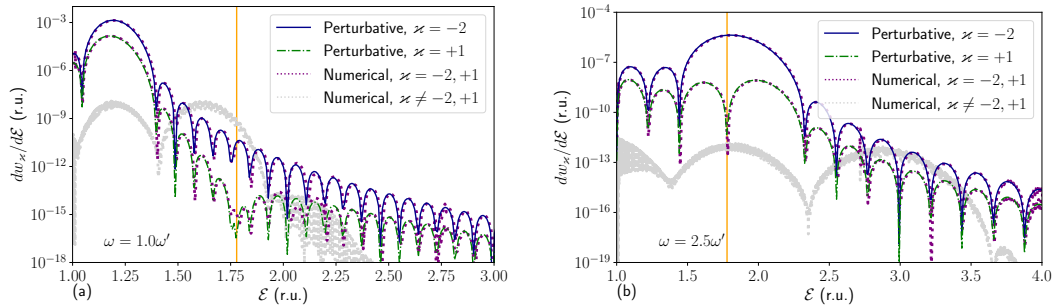 10⁻³
10⁻⁶
10⁻⁹
10⁻¹²
10⁻¹⁵
10⁻¹⁸
dw_ϰ/dℰ (r.u.)
Perturbative, ϰ = −2
Perturbative, ϰ = +1
Numerical, ϰ = −2, +1
Numerical, ϰ ≠ −2, +1
ω = 1.0ω′
1.00 1.25 1.50 1.75 2.00 2.25 2.50 2.75 3.00
(a)
ℰ (r.u.)
10⁻⁴
10⁻⁷
10⁻¹⁰
10⁻¹³
10⁻¹⁶
10⁻¹⁹
dw_ϰ/dℰ (r.u.)
Perturbative, ϰ = −2
Perturbative, ϰ = +1
Numerical, ϰ = −2, +1
Numerical, ϰ ≠ −2, +1
ω = 2.5ω′
1.0 1.5 2.0 2.5 3.0 3.5 4.0
(b)
ℰ (r.u.)